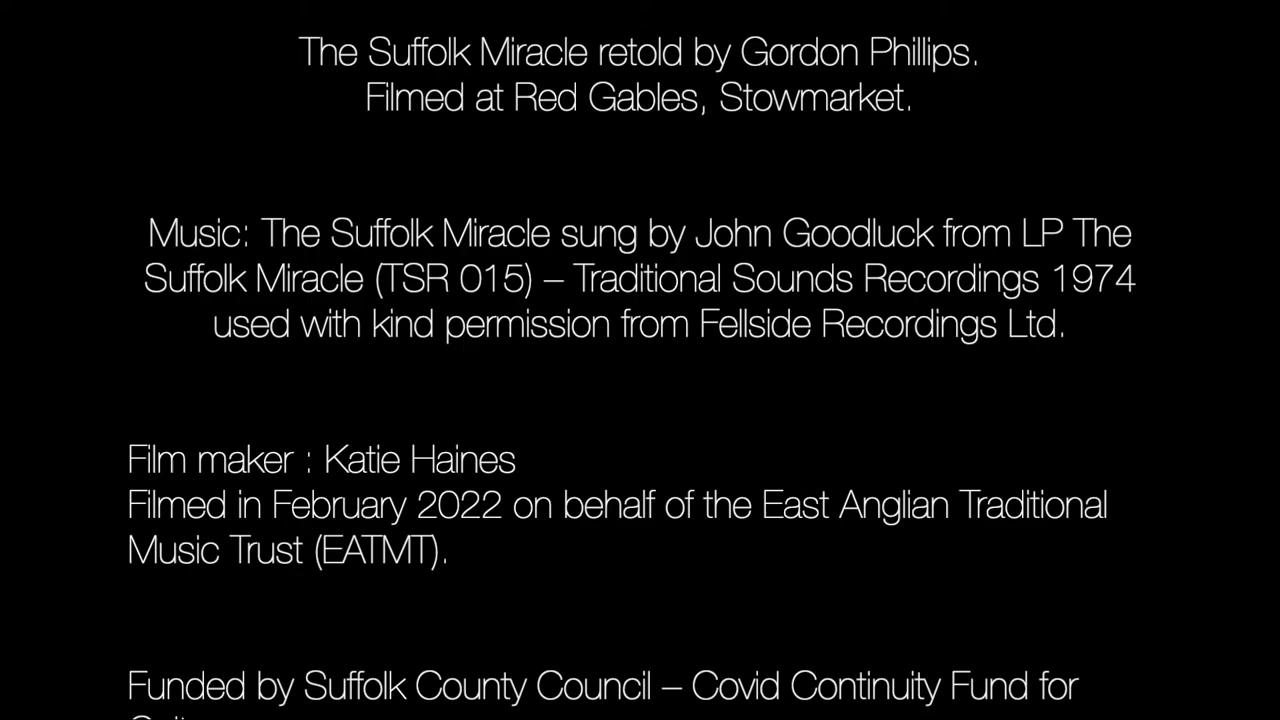 The Suffolk Miracle retold by Gordon Phillips.
Filmed at Red Gables, Stowmarket.
Music: The Suffolk Miracle sung by John Goodluck from LP The
Suffolk Miracle (TSR 015) – Traditional Sounds Recordings 1974
used with kind permission from Fellside Recordings Ltd.
Film maker : Katie Haines
Filmed in February 2022 on behalf of the East Anglian Traditional
Music Trust (EATMT).
Funded by Suffolk County Council – Covid Continuity Fund for